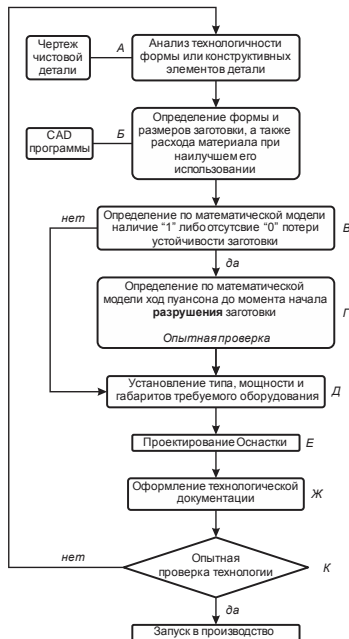 Чертеж чистовой
детали
А
Анализ технологичности
формы или конструктивных
элементов детали
CAD
программы
Б
Определение формы и
размеров заготовки, а также
расхода материала при
наилучшем его
использовании
нет
Определение по математической модели
наличие “1” либо отсутсвие “0” потери
устойчивости заготовки
В
да
Определение по математической
модели ход пуансона до момента начала
разрушения заготовки
Опытная проверка
Г
Установление типа, мощности и
габаритов требуемого оборудования
Д
Проектирование Оснастки
Е
Оформление технологической
документации
Ж
нет
Опытная
проверка технологии
К
да
Запуск в производство